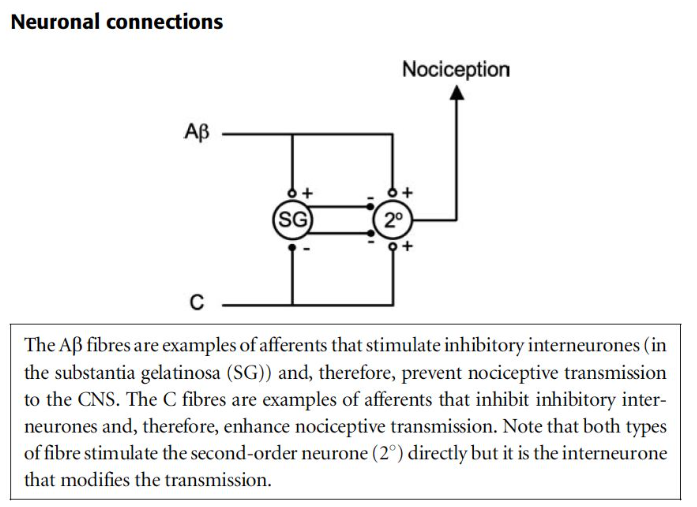 Neuronal connections
Nociception
Aβ
+
-
+
SG
2°
-
-
+
C
The Aβ fibres are examples of afferents that stimulate inhibitory interneurones (in
the substantia gelatinosa (SG)) and, therefore, prevent nociceptive transmission
to the CNS. The C fibres are examples of afferents that inhibit inhibitory inter-
neurones and, therefore, enhance nociceptive transmission. Note that both types
of fibre stimulate the second-order neurone (2°) directly but it is the interneurone
that modifies the transmission.